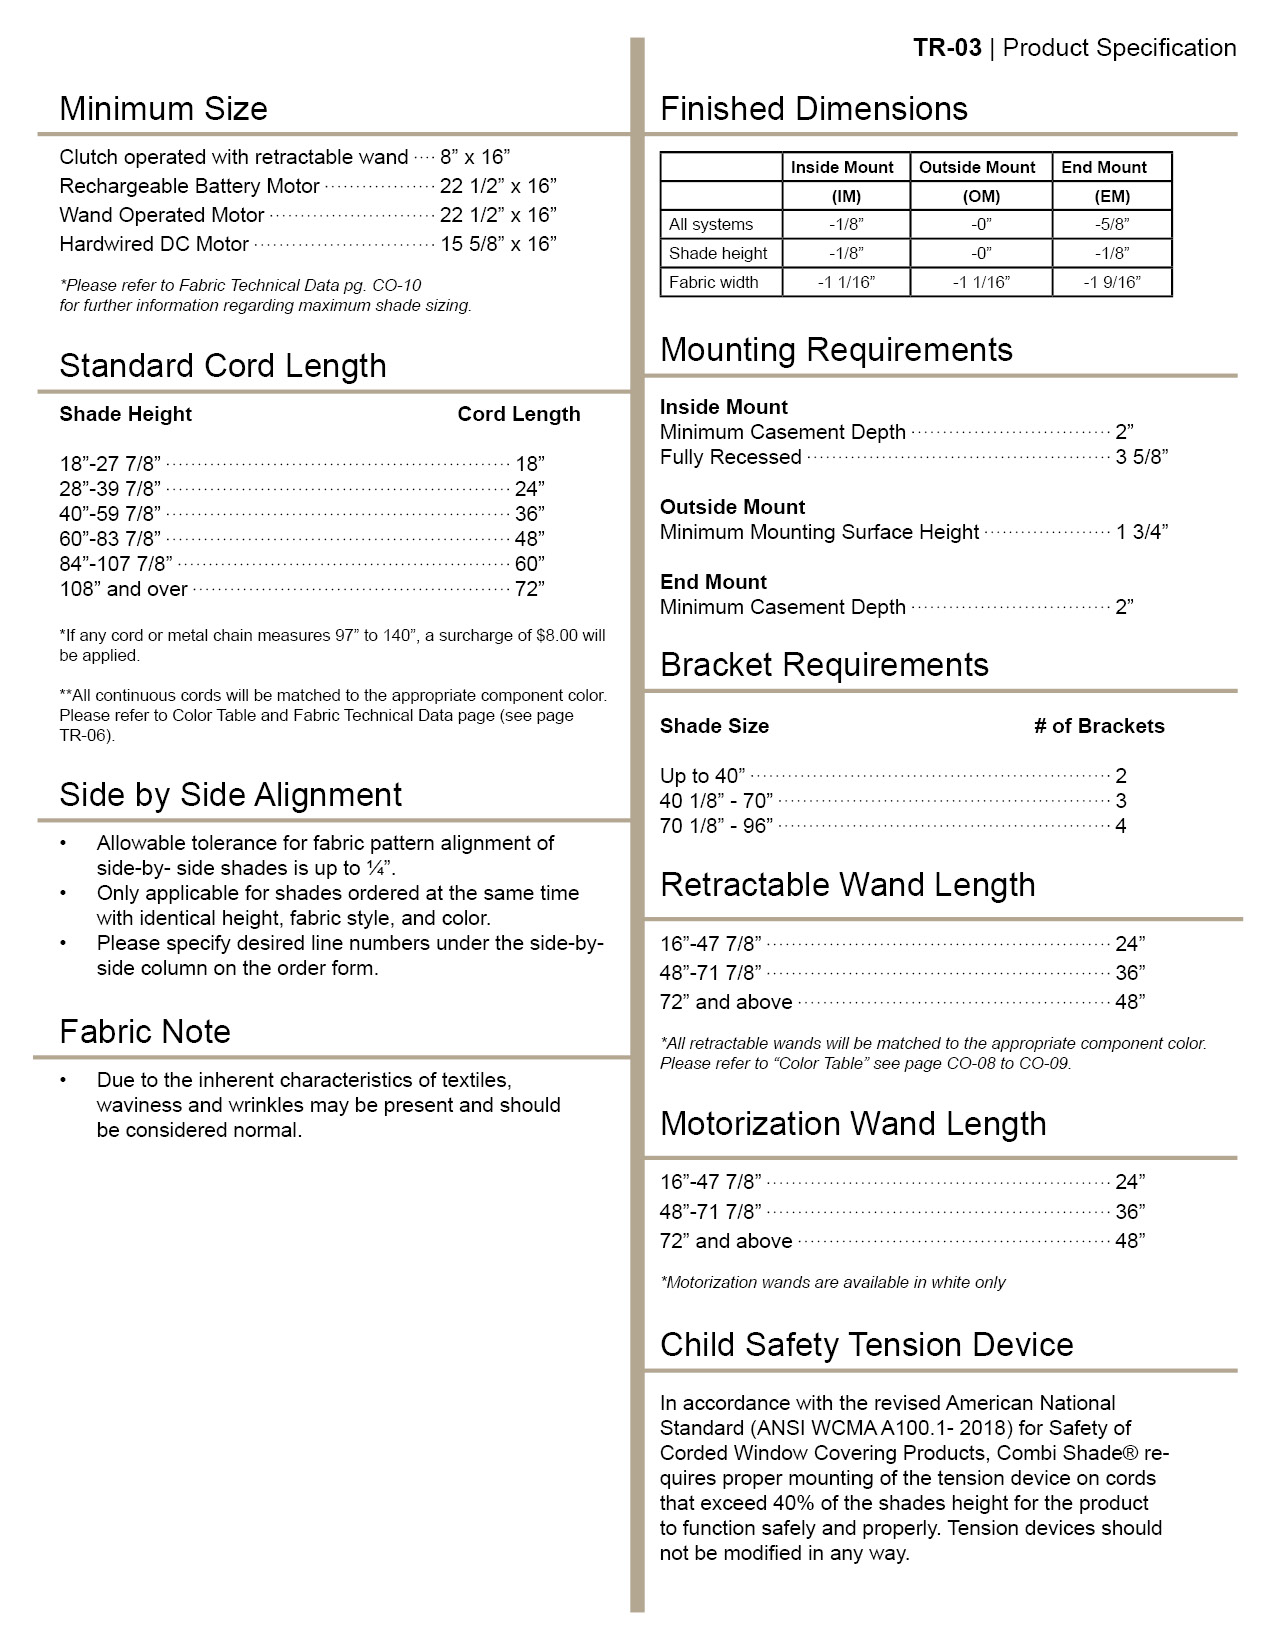 TR-03 | Product Specification
Minimum Size
Clutch operated with retractable wand ···· 8” x 16”
Rechargeable Battery Motor ·················· 22 1/2” x 16”
Wand Operated Motor ··························· 22 1/2” x 16”
Hardwired DC Motor ····························· 15 5/8” x 16”
*Please refer to Fabric Technical Data pg. CO-10
for further information regarding maximum shade sizing.
Standard Cord Length
Shade Height Cord Length
18”-27 7/8” ························································ 18”
28”-39 7/8” ························································ 24”
40”-59 7/8” ························································ 36”
60”-83 7/8” ························································ 48”
84”-107 7/8” ······················································ 60”
108” and over ···················································· 72”
*If any cord or metal chain measures 97” to 140”, a surcharge of $8.00 will
be applied.
**All continuous cords will be matched to the appropriate component color.
Please refer to Color Table and Fabric Technical Data page (see page
TR-06).
Side by Side Alignment
• Allowable tolerance for fabric pattern alignment of
side-by- side shades is up to ¼”.
• Only applicable for shades ordered at the same time
with identical height, fabric style, and color.
• Please specify desired line numbers under the side-by-
side column on the order form.
Fabric Note
• Due to the inherent characteristics of textiles,
waviness and wrinkles may be present and should
be considered normal.
Finished Dimensions
Inside Mount Outside Mount End Mount
(IM) (OM) (EM)
All systems -1/8” -0” -5/8”
Shade height -1/8” -0” -1/8”
Fabric width -1 1/16” -1 1/16” -1 9/16”
Mounting Requirements
Inside Mount
Minimum Casement Depth ································ 2”
Fully Recessed ················································· 3 5/8”
Outside Mount
Minimum Mounting Surface Height ····················· 1 3/4”
End Mount
Minimum Casement Depth ································ 2”
Bracket Requirements
Shade Size # of Brackets
Up to 40” ·························································· 2
40 1/8” - 70” ······················································ 3
70 1/8” - 96” ······················································ 4
Retractable Wand Length
16”-47 7/8” ························································ 24”
48”-71 7/8” ························································ 36”
72” and above ··················································· 48”
*All retractable wands will be matched to the appropriate component color.
Please refer to “Color Table” see page CO-08 to CO-09.
Motorization Wand Length
16”-47 7/8” ························································ 24”
48”-71 7/8” ························································ 36”
72” and above ··················································· 48”
*Motorization wands are available in white only
Child Safety Tension Device
In accordance with the revised American National
Standard (ANSI WCMA A100.1- 2018) for Safety of
Corded Window Covering Products, Combi Shade® re-
quires proper mounting of the tension device on cords
that exceed 40% of the shades height for the product
to function safely and properly. Tension devices should
not be modified in any way.